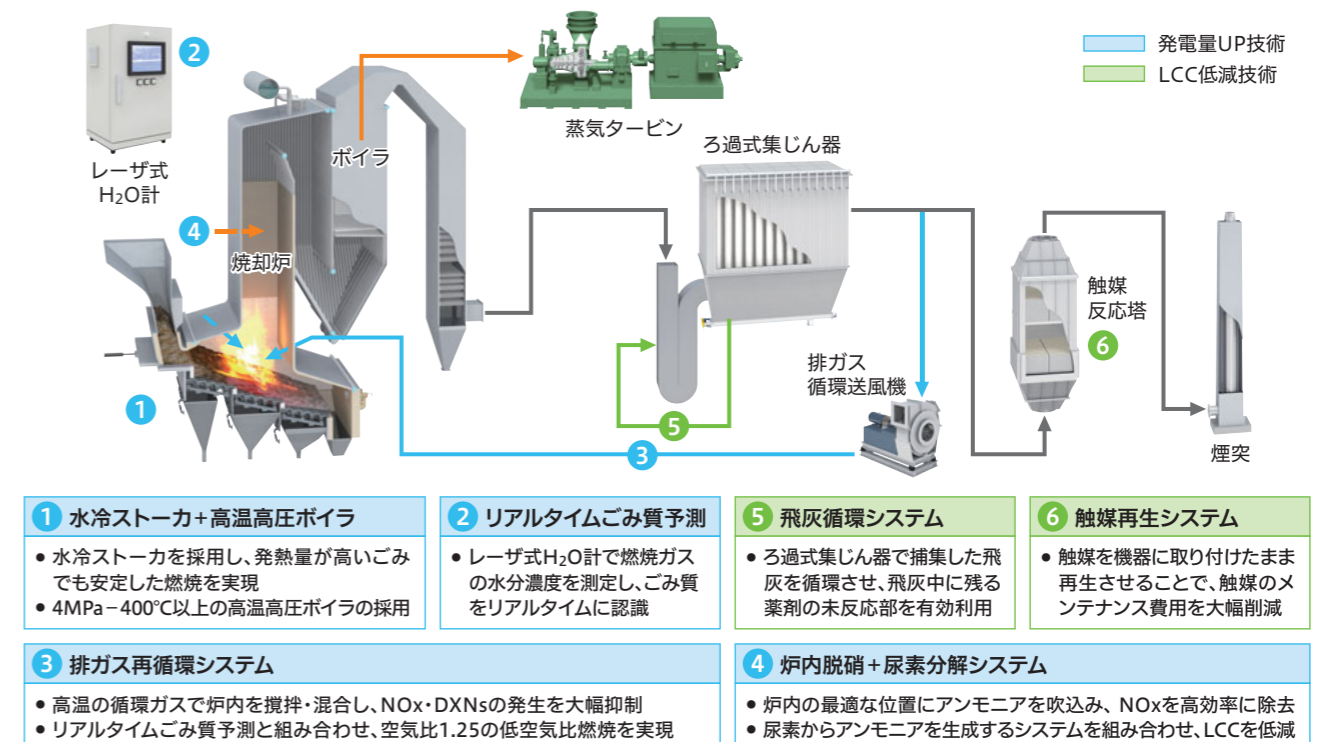 2
発電量UP技術
LCC低減技術
蒸気タービン
ボイラ
ろ過式集じん器
レーザ式
H₂O計
4
焼却炉
触媒
反応塔
6
排ガス
循環送風機
1
5
3
煙突
1 水冷ストーカ+高温高圧ボイラ
• 水冷ストーカを採用し、発熱量が高いごみ
でも安定した燃焼を実現
• 4MPa−400℃以上の高温高圧ボイラの採用
2 リアルタイムごみ質予測
• レーザ式H₂O計で燃焼ガス
の水分濃度を測定し、ごみ質
をリアルタイムに認識
5 飛灰循環システム
• ろ過式集じん器で捕集した飛
灰を循環させ、飛灰中に残る
薬剤の未反応部を有効利用
6 触媒再生システム
• 触媒を機器に取り付けたまま
再生させることで、触媒のメ
ンテナンス費用を大幅削減
3 排ガス再循環システム
• 高温の循環ガスで炉内を撹拌・混合し、NOx・DXNsの発生を大幅抑制
• リアルタイムごみ質予測と組み合わせ、空気比1.25の低空気比燃焼を実現
4 炉内脱硝+尿素分解システム
• 炉内の最適な位置にアンモニアを吹込み、NOxを高効率に除去
• 尿素からアンモニアを生成するシステムを組み合わせ、LCCを低減